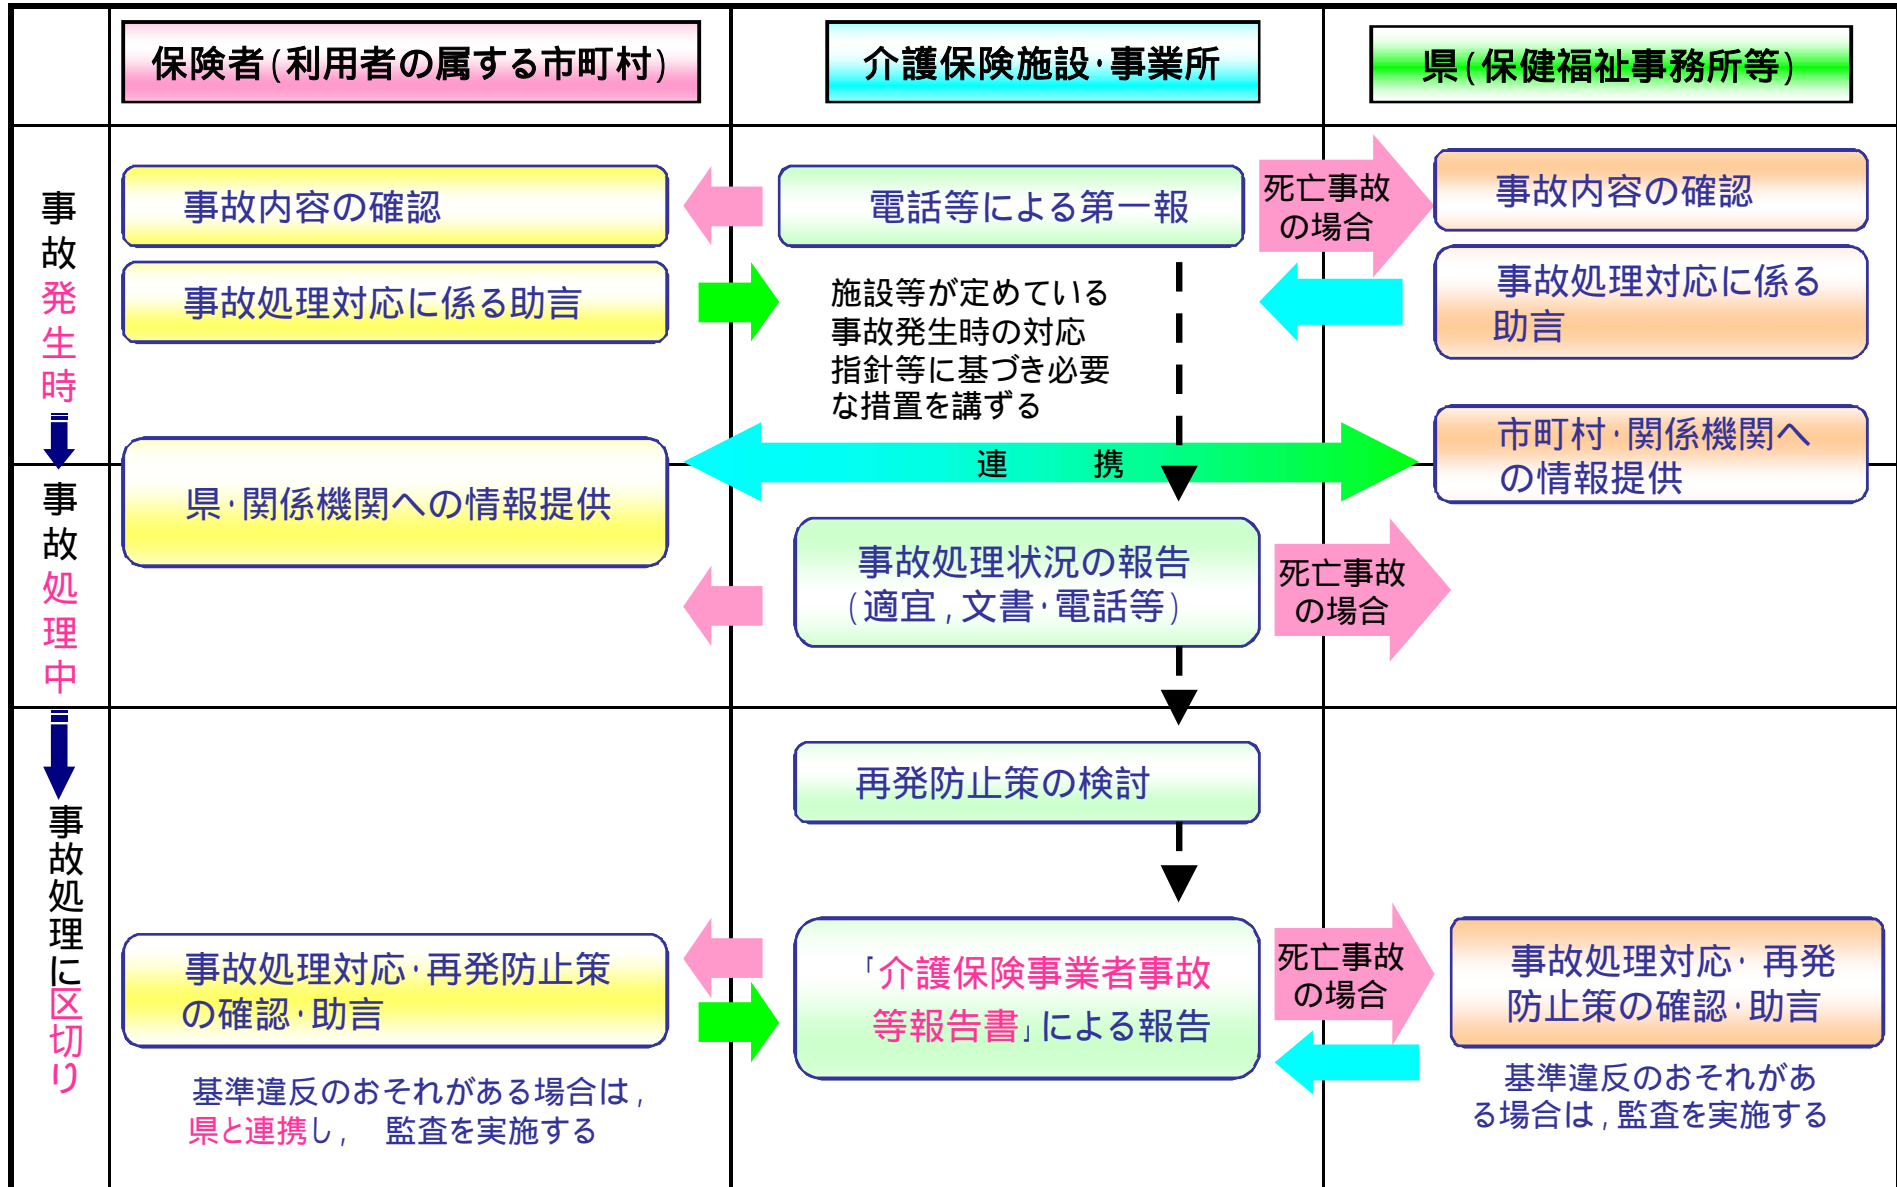 保険者(利用者の属する市町村)
介護保険施設・事業所
県(保健福祉事務所等)
事故発生時
事故内容の確認
電話等による第一報
死亡事故
の場合
事故内容の確認
事故処理対応に係る助言
施設等が定めている
事故発生時の対応
指針等に基づき必要
な措置を講ずる
事故処理対応に係る
助言
市町村・関係機関へ
の情報提供
連　携
事故処理中
県・関係機関への情報提供
事故処理状況の報告
(適宜,文書・電話等)
死亡事故
の場合
事故処理に区切り
再発防止策の検討
事故処理対応・再発防止策
の確認・助言
「介護保険事業者事故
等報告書」による報告
死亡事故
の場合
事故処理対応・再発
防止策の確認・助言
基準違反のおそれがある場合は,
県と連携し,　監査を実施する
基準違反のおそれがあ
る場合は,監査を実施する